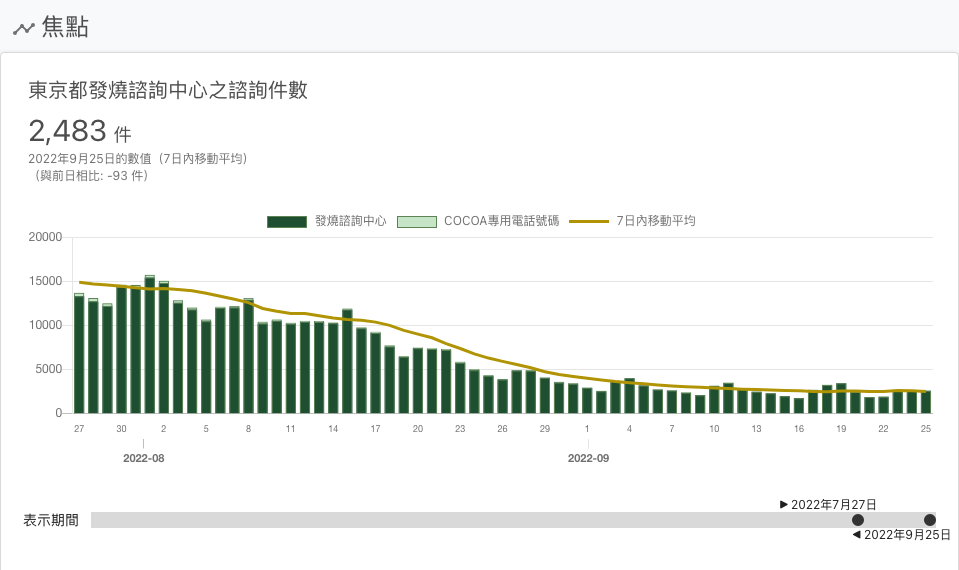 焦點
東京都發燒諮詢中心之諮詢件數
2,483 件
2022年9月25日的數值（7日內移動平均）
（與前日相比: -93 件）
發燒諮詢中心 COCOA專用電話號碼 7日內移動平均
20000
15000
10000
5000
0
27 30 2 5 8 11 14 17 20 23 26 29 1 4 7 10 13 16 19 22 25
2022-08 2022-09
▶ 2022年7月27日
表示期間
◀ 2022年9月25日